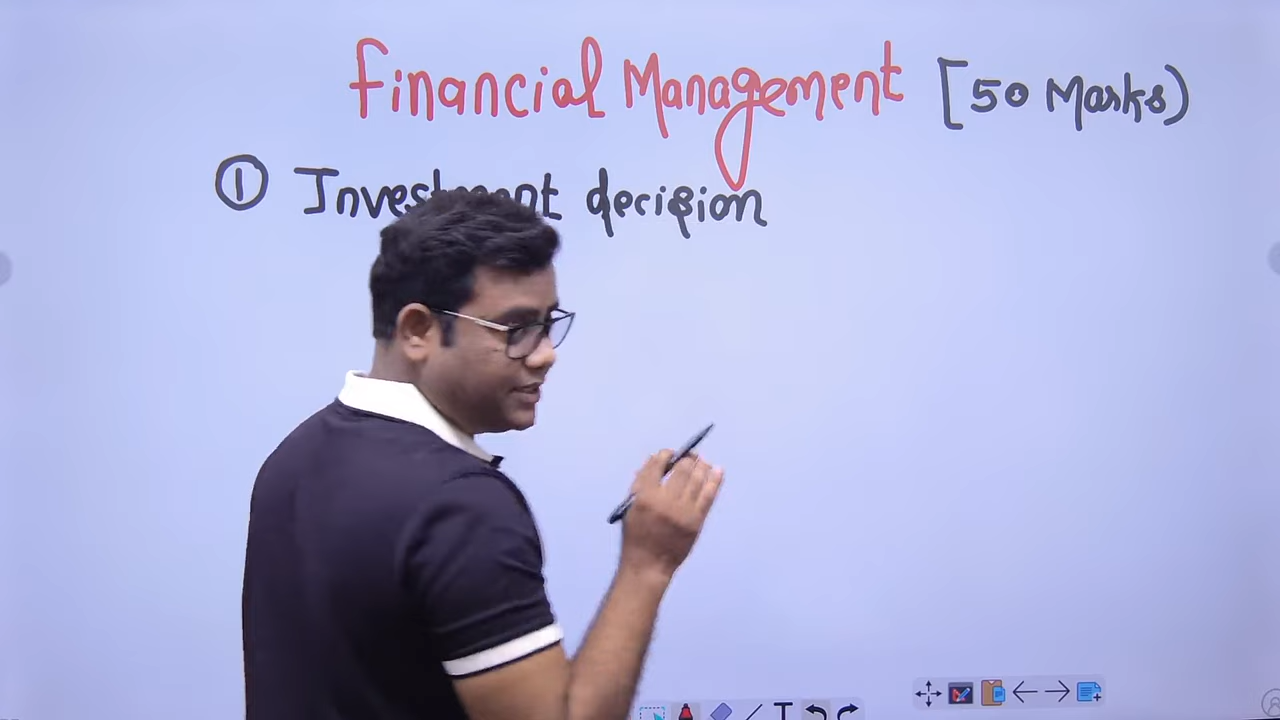 Financial Management [50 Marks)
① Investment decision